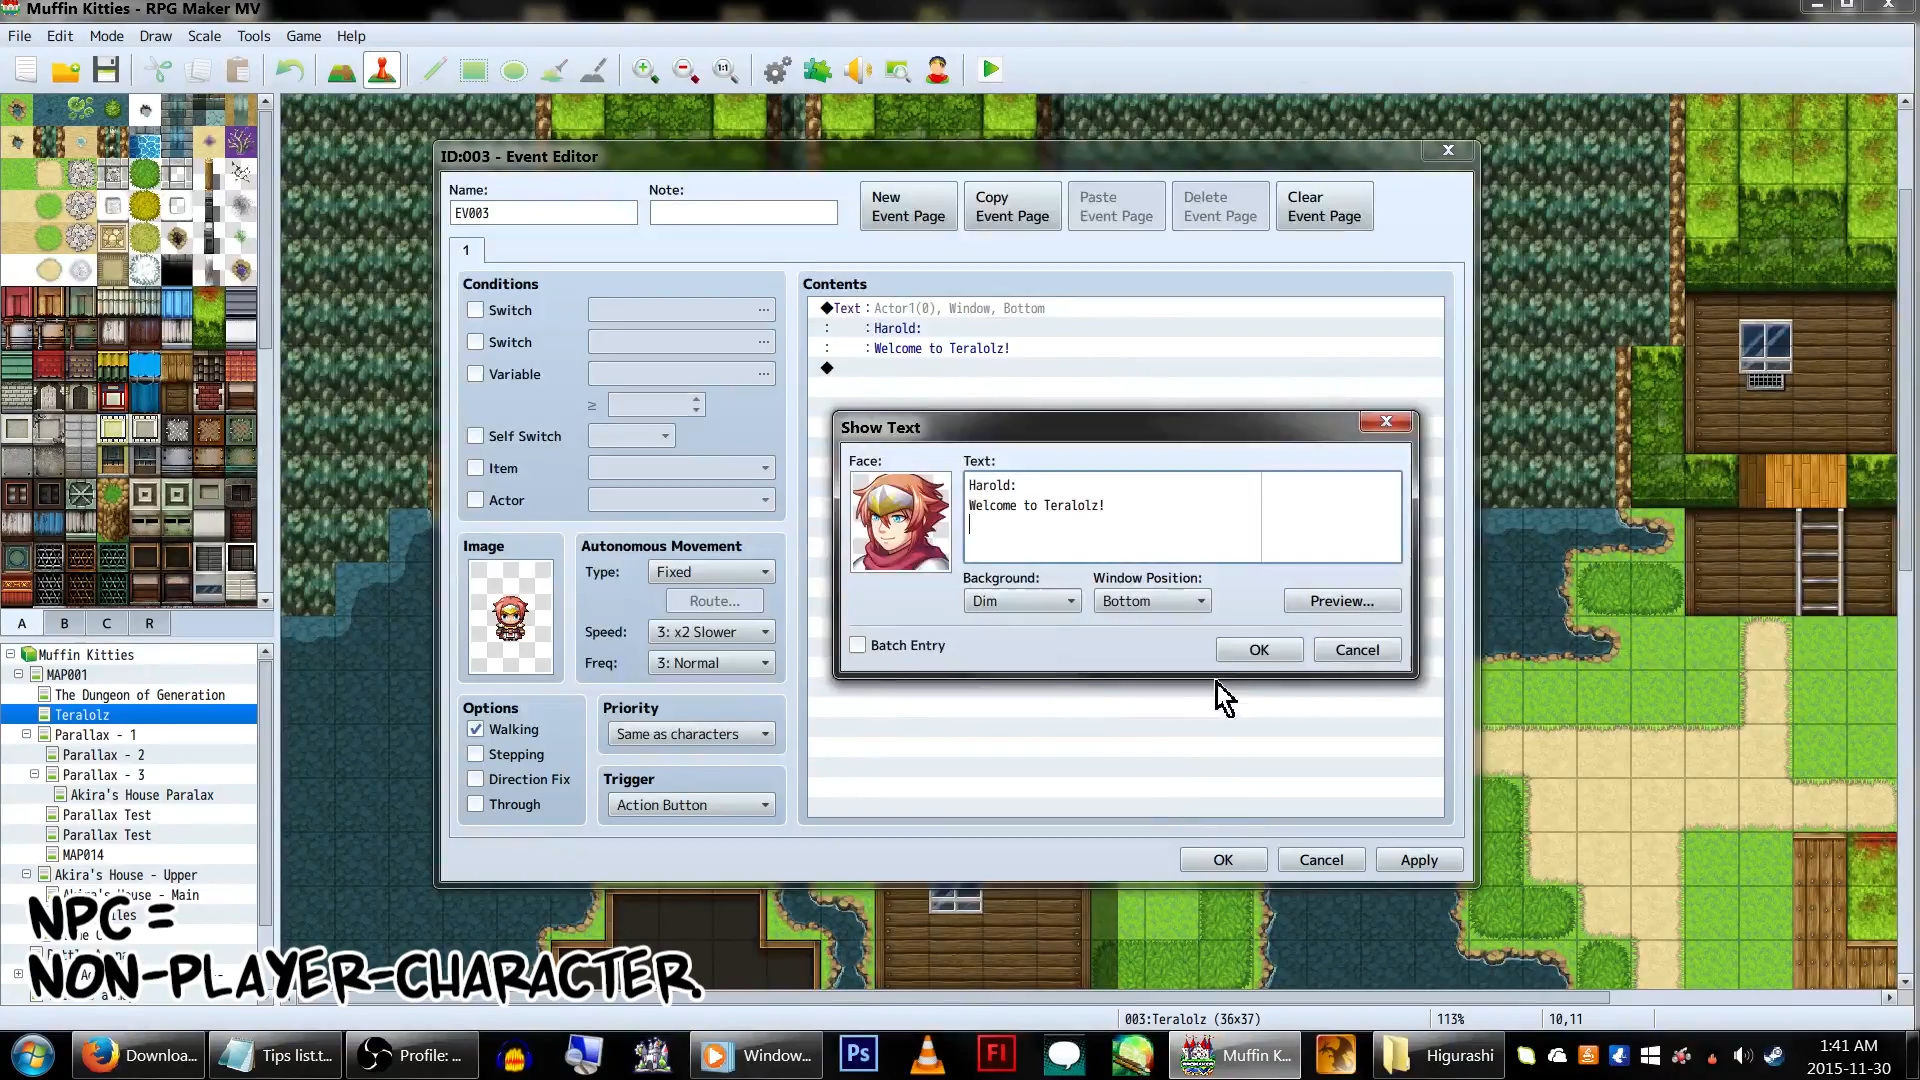 Muffin Kitties - RPG Maker MV
File Edit Mode Draw Scale Tools Game Help
1:1
ID:003 - Event Editor
X
Name:
Note:
EV003
New Event Page
Copy Event Page
Paste Event Page
Delete Event Page
Clear Event Page
1
Conditions
Switch
Switch
Variable
≥
Self Switch
Item
Actor
Image
Autonomous Movement
Type: Fixed
Route...
Speed: 3: x2 Slower
Freq: 3: Normal
Options
Walking
Stepping
Direction Fix
Through
Priority
Same as characters
Trigger
Action Button
Contents
◆Text：Actor1(0), Window, Bottom
: ：Harold:
: ：Welcome to Teralolz!
◆
Show Text
X
Face:
Text:
Harold:
Welcome to Teralolz!
Background:
Dim
Window Position:
Bottom
Preview...
Batch Entry
OK
Cancel
OK
Cancel
Apply
A B C R
Muffin Kitties
MAP001
The Dungeon of Generation
Teralolz
Parallax - 1
Parallax - 2
Parallax - 3
Akira's House Paralax
Parallax Test
Parallax Test
MAP014
Akira's House - Upper
Akira's House - Main
NPC =
NON-PLAYER-CHARACTER.
003:Teralolz (36x37)
113%
10,11
Downloa...
Tips list.t...
Profile: ...
Window...
Ps
Fl
Muffin K...
Higurashi
1:41 AM
2015-11-30